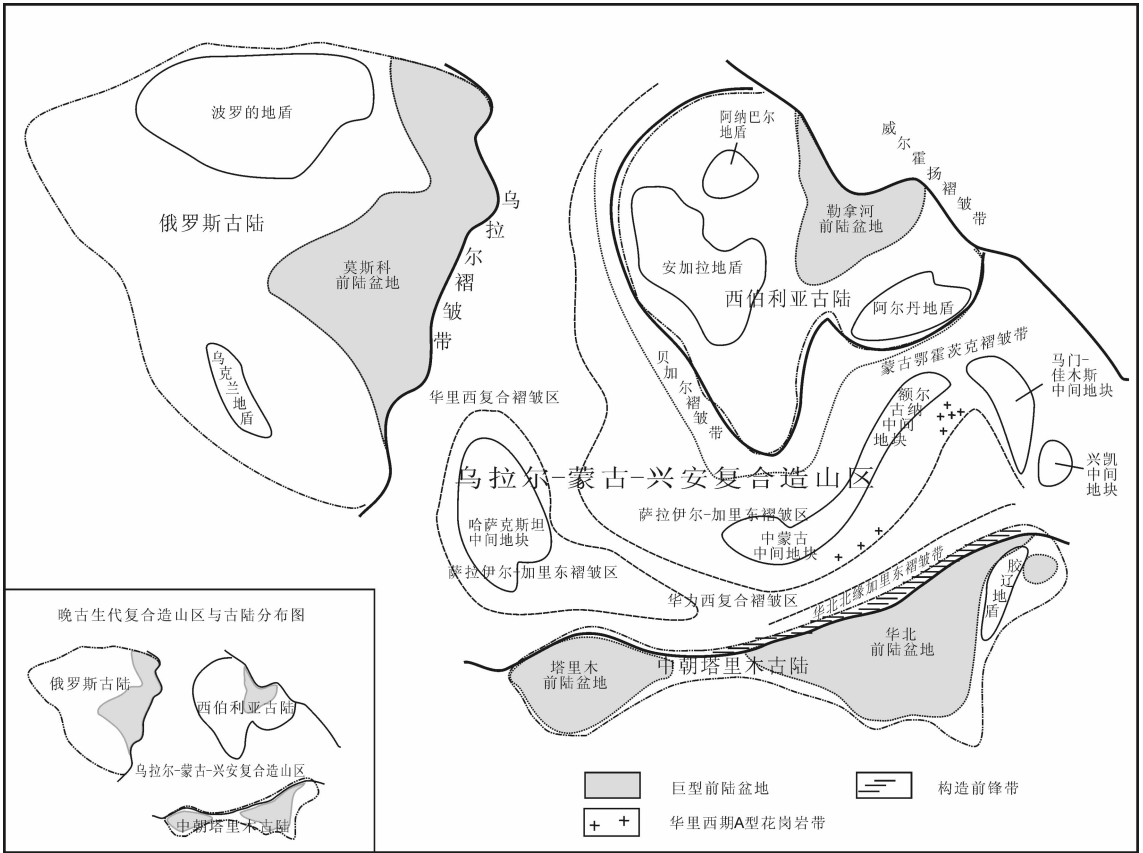 波罗的地盾
俄罗斯古陆
莫斯科
前陆盆地
乌克兰地盾
乌拉尔褶皱带
阿纳巴尔
地盾
威尔霍扬褶皱带
勒拿河
前陆盆地
安加拉地盾
西伯利亚古陆
阿尔丹地盾
贝加尔褶皱带
蒙古鄂霍茨克褶皱带
马门-
佳木斯
中间地块
额尔
古纳
中间
地块
兴凯
中间
地块
华里西复合褶皱区
乌拉尔-蒙古-兴安复合造山区
哈萨克斯坦
中间地块
萨拉伊尔-加里东褶皱区
中蒙古
中间地块
萨拉伊尔-加里东褶皱区
华力西复合褶皱区
华北北缘加里东褶皱带
胶辽地盾
华北
前陆盆地
塔里木
前陆盆地
中朝塔里木古陆
晚古生代复合造山区与古陆分布图
俄罗斯古陆
西伯利亚古陆
乌拉尔-蒙古-兴安复合造山区
中朝塔里木古陆
巨型前陆盆地
构造前锋带
华里西期A型花岗岩带